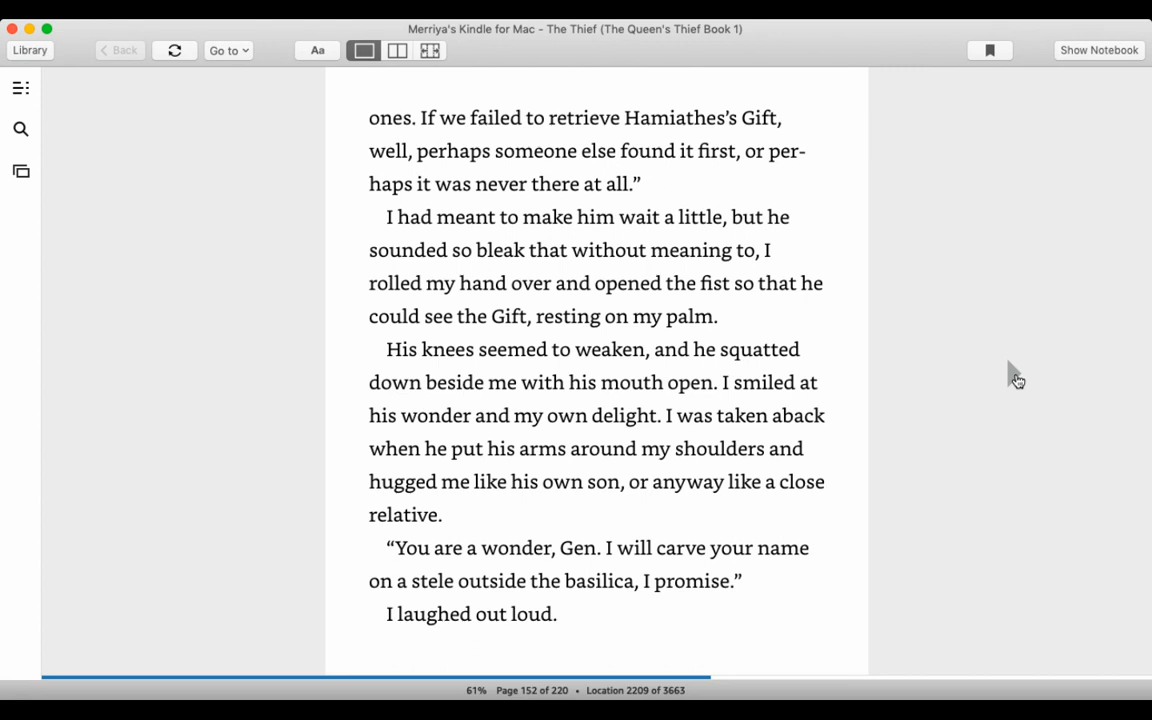 Merriya's Kindle for Mac - The Thief (The Queen's Thief Book 1)
Library Back Go to Aa Show Notebook
ones. If we failed to retrieve Hamiathes’s Gift,
well, perhaps someone else found it first, or per-
haps it was never there at all.”
I had meant to make him wait a little, but he
sounded so bleak that without meaning to, I
rolled my hand over and opened the fist so that he
could see the Gift, resting on my palm.
His knees seemed to weaken, and he squatted
down beside me with his mouth open. I smiled at
his wonder and my own delight. I was taken aback
when he put his arms around my shoulders and
hugged me like his own son, or anyway like a close
relative.
“You are a wonder, Gen. I will carve your name
on a stele outside the basilica, I promise.”
I laughed out loud.
61% Page 152 of 220 • Location 2209 of 3663